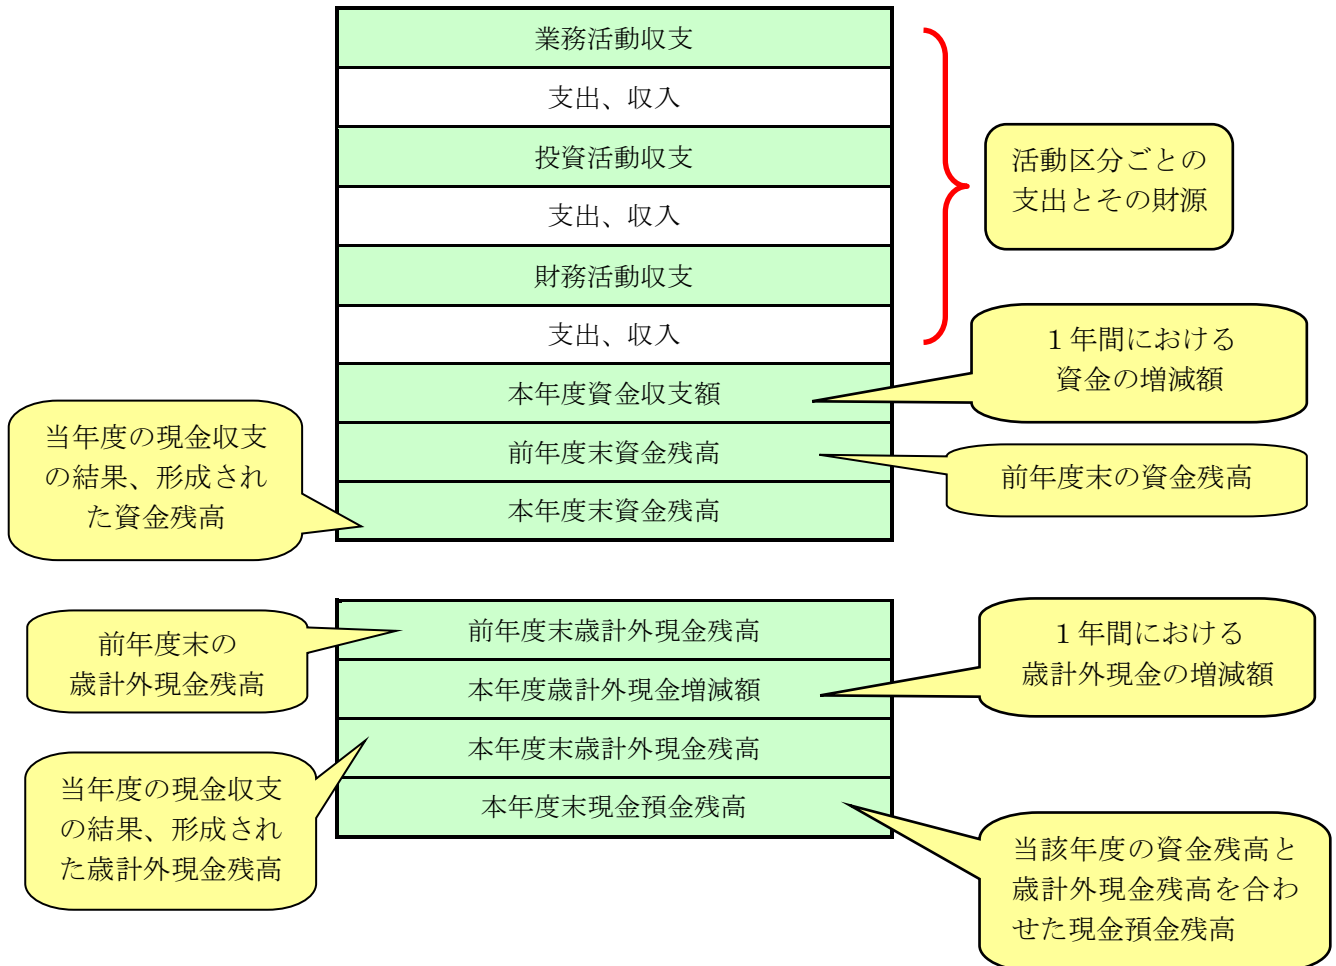 業務活動収支
支出、収入
投資活動収支
支出、収入
財務活動収支
支出、収入
本年度資金収支額
前年度末資金残高
本年度末資金残高
活動区分ごとの
支出とその財源
１年間における
資金の増減額
前年度末の資金残高
当年度の現金収支
の結果、形成され
た資金残高
前年度末歳計外現金残高
本年度歳計外現金増減額
本年度末歳計外現金残高
本年度末現金預金残高
前年度末の
歳計外現金残高
１年間における
歳計外現金の増減額
当年度の現金収支
の結果、形成され
た歳計外現金残高
当該年度の資金残高と
歳計外現金残高を合わ
せた現金預金残高